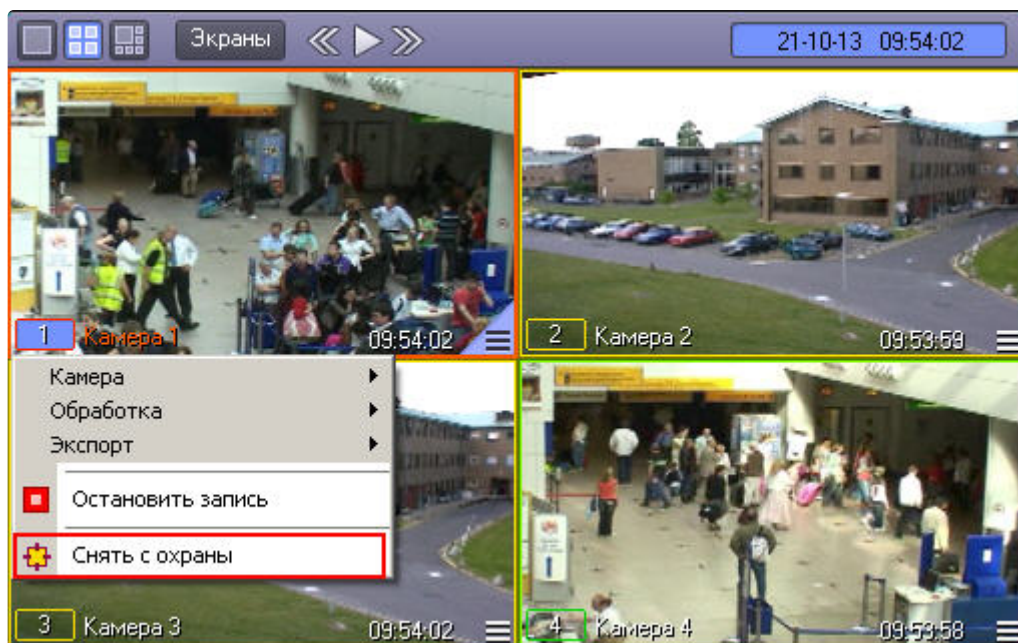 Экраны
21-10-13 09:54:02
1 Камера 1 09:54:02
2 Камера 2 09:53:59
Камера
Обработка
Экспорт
Остановить запись
Снять с охраны
3 Камера 3 09:54:02
4 Камера 4 09:53:58